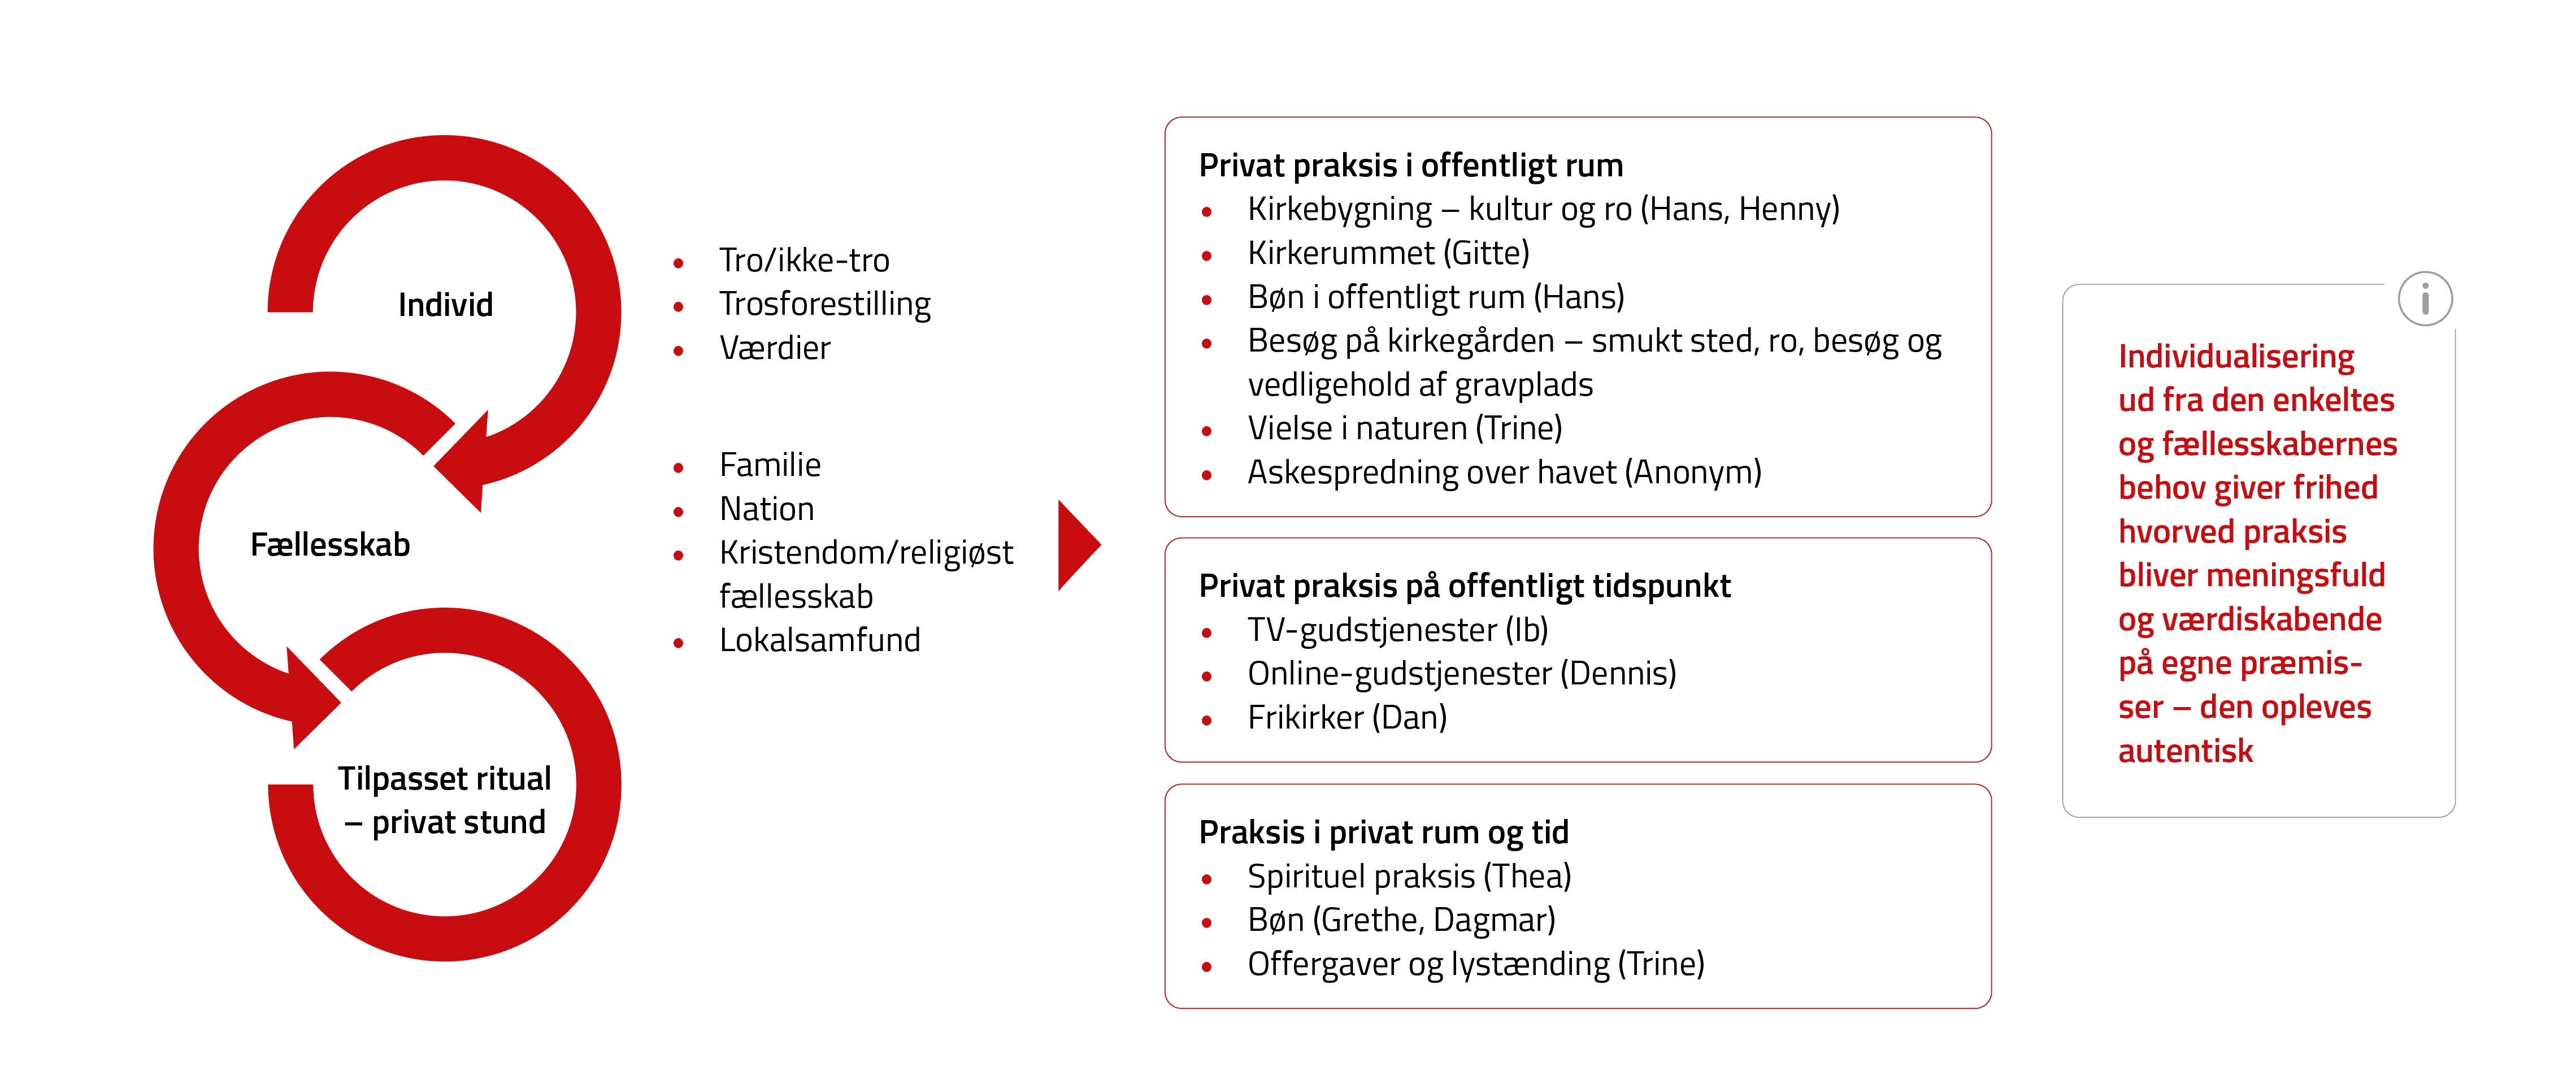 Individ
Fællesskab
Tilpasset ritual
– privat stund
• Tro/ikke-tro
• Trosforestilling
• Værdier
• Familie
• Nation
• Kristendom/religiøst
fællesskab
• Lokalsamfund
Privat praksis i offentligt rum
• Kirkebygning – kultur og ro (Hans, Henny)
• Kirkerummet (Gitte)
• Bøn i offentligt rum (Hans)
• Besøg på kirkegården – smukt sted, ro, besøg og
vedligehold af gravplads
• Vielse i naturen (Trine)
• Askespredning over havet (Anonym)
Privat praksis på offentligt tidspunkt
• TV-gudstjenester (Ib)
• Online-gudstjenester (Dennis)
• Frikirker (Dan)
Praksis i privat rum og tid
• Spirituel praksis (Thea)
• Bøn (Grethe, Dagmar)
• Offergaver og lystænding (Trine)
i
Individualisering
ud fra den enkeltes
og fællesskabernes
behov giver frihed
hvorved praksis
bliver meningsfuld
og værdiskabende
på egne præmis-
ser – den opleves
autentisk